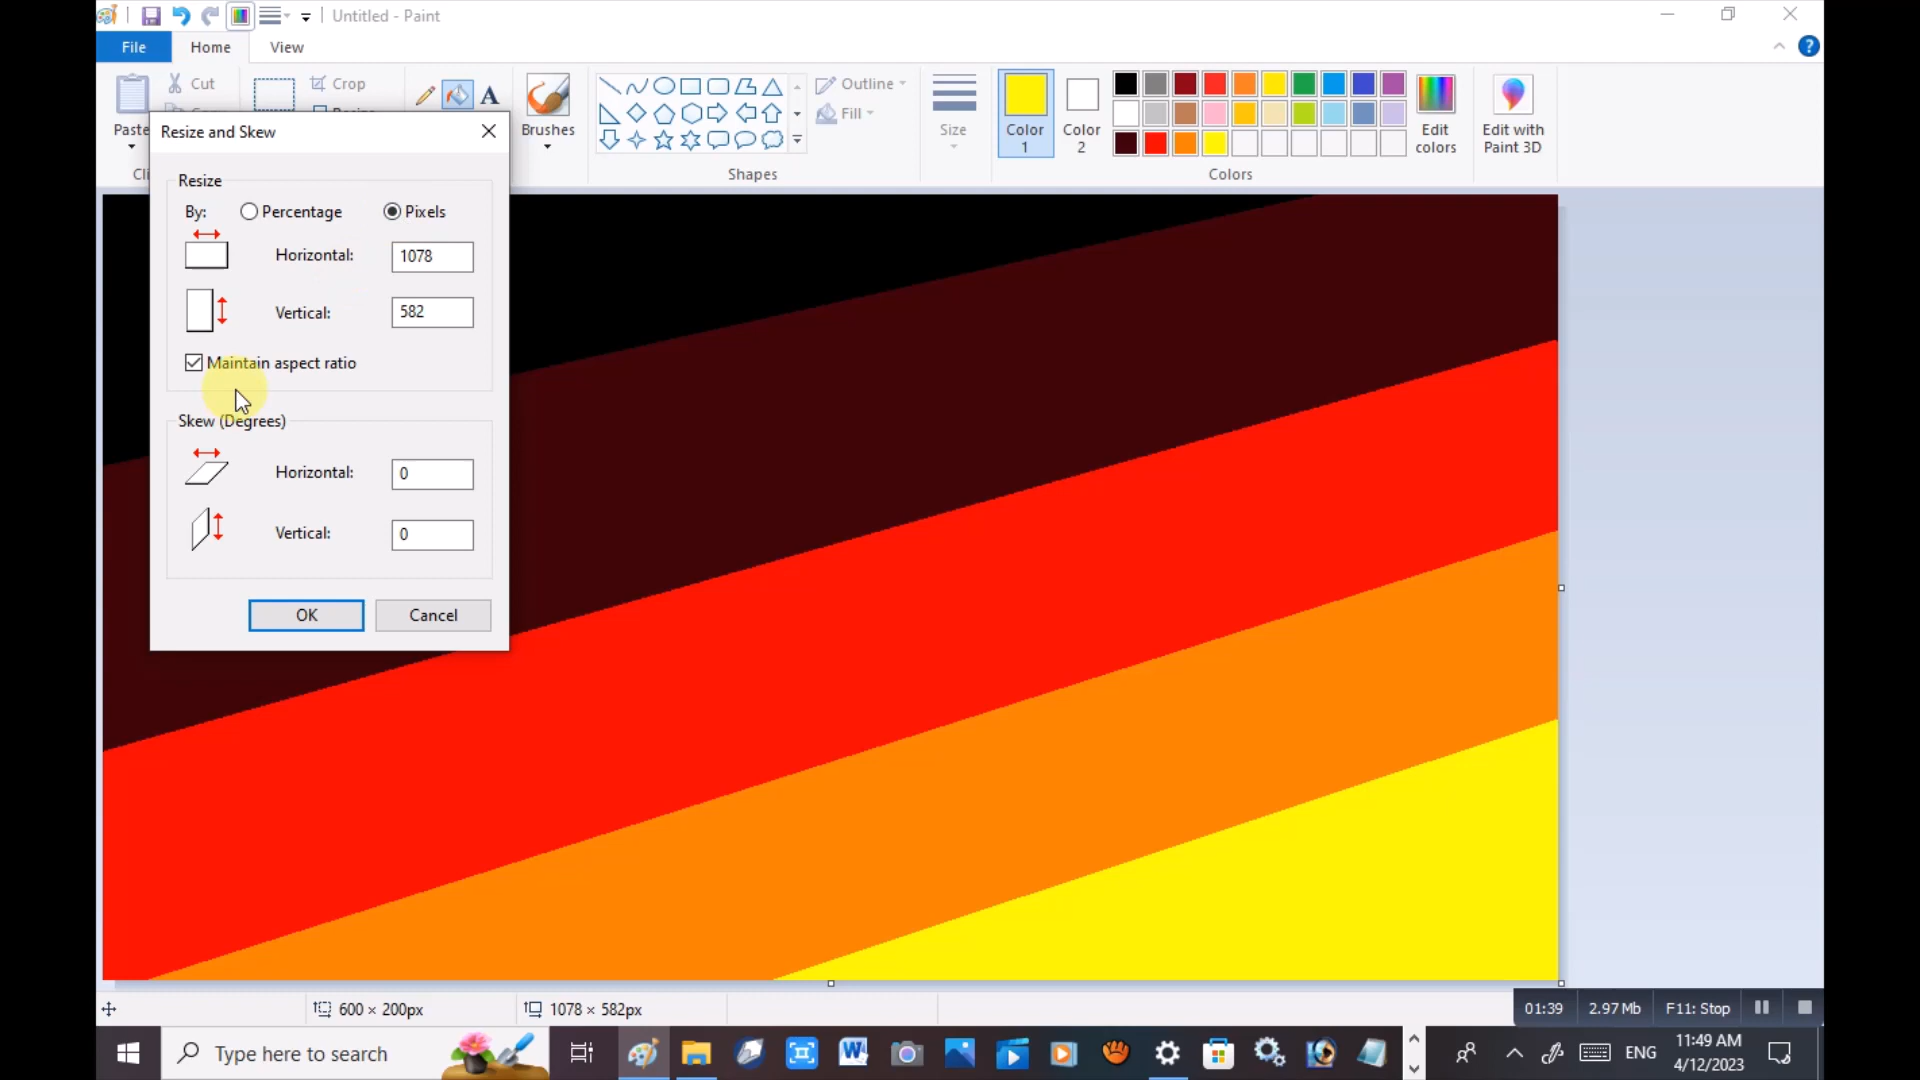 Untitled - Paint
File Home View
Paste
Cut
Crop
Brushes
Outline
Fill
Shapes
Size
Color 1
Color 2
Edit colors
Edit with Paint 3D
Colors
Resize and Skew
Resize
By: Percentage Pixels
Horizontal: 1078
Vertical: 582
Maintain aspect ratio
Skew (Degrees)
Horizontal: 0
Vertical: 0
OK Cancel
600 × 200px 1078 × 582px
01:39 2.97 Mb F11: Stop
Type here to search
ENG
11:49 AM
4/12/2023